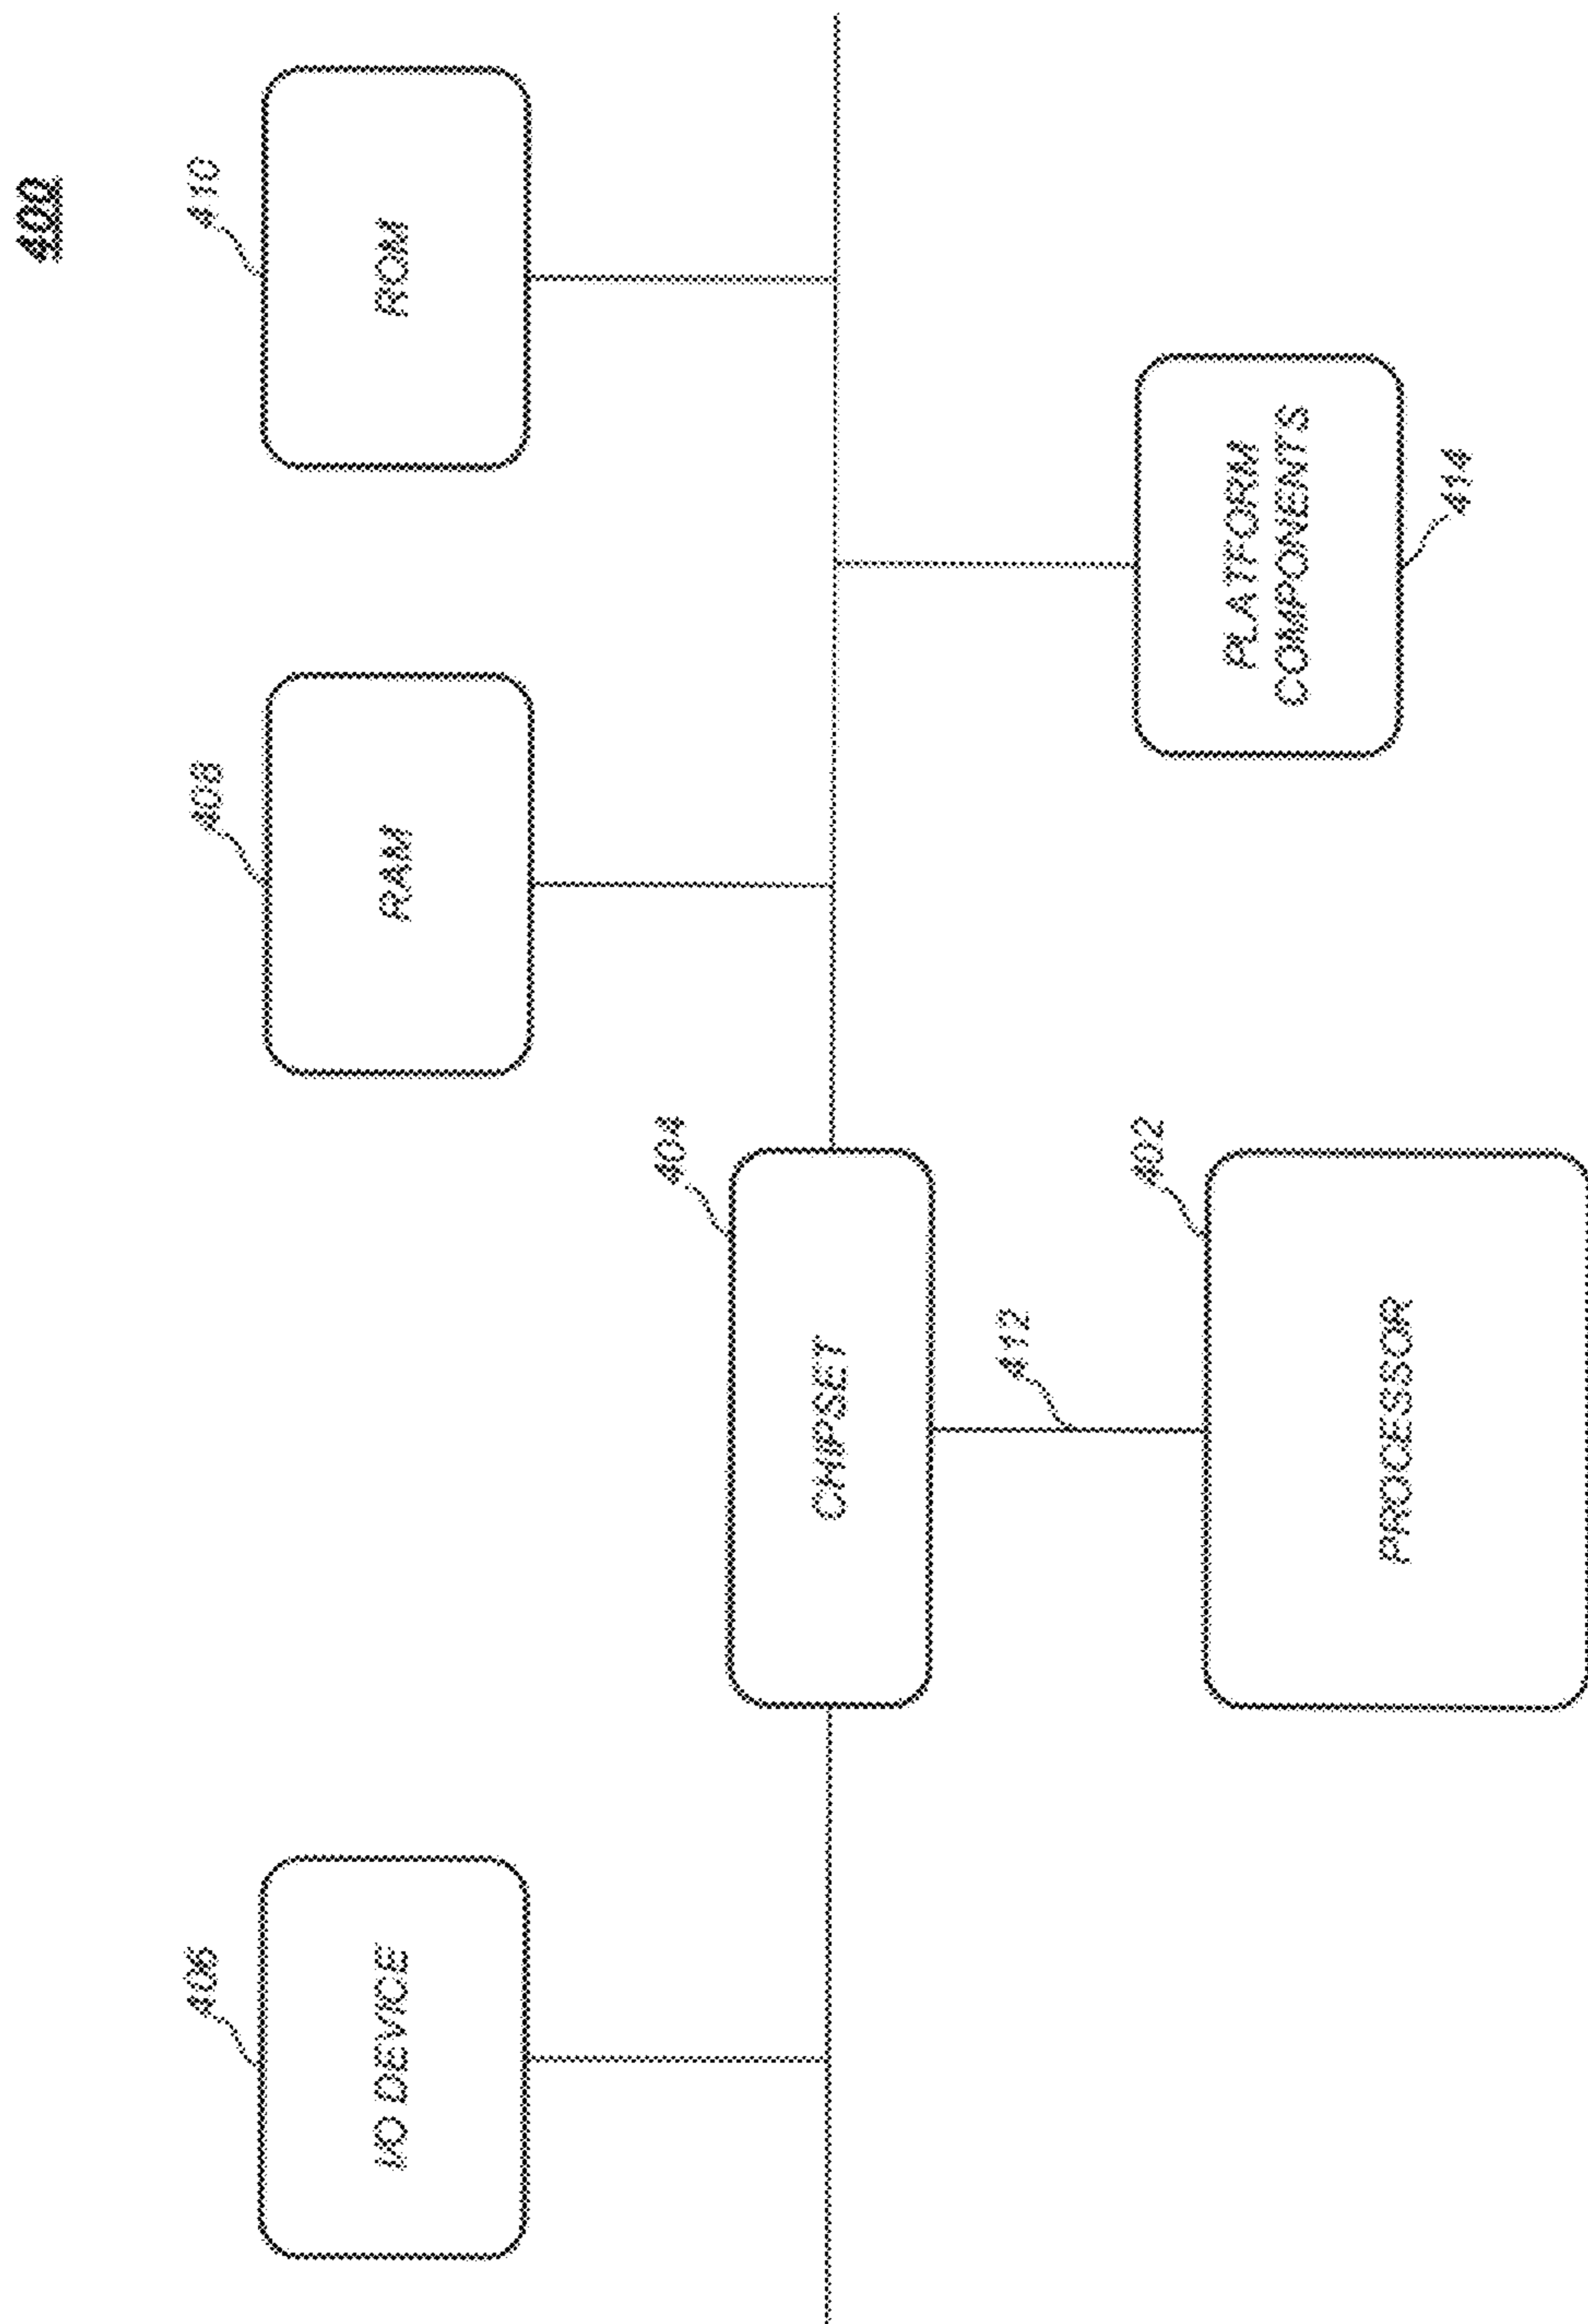 400
406
I/O DEVICE
408
RAM
410
ROM
404
CHIPSET
412
402
PROCESSOR
PLATFORM
COMPONENTS
414